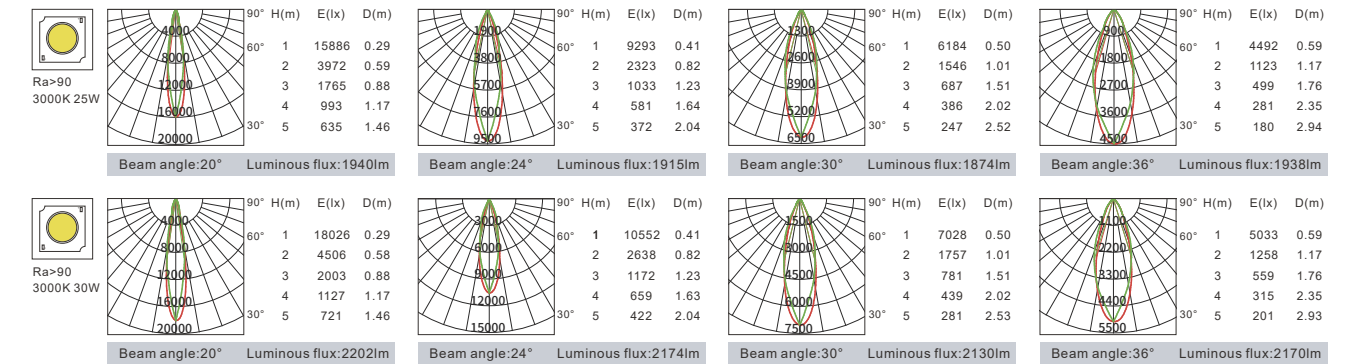 Ra>90
3000K 25W
4000
8000
12000
16000
20000
90°
60°
30°
H(m) E(lx) D(m)
1 15886 0.29
2 3972 0.59
3 1765 0.88
4 993 1.17
5 635 1.46
Beam angle:20° Luminous flux:1940lm
1900
3800
5700
7600
9500
90°
60°
30°
H(m) E(lx) D(m)
1 9293 0.41
2 2323 0.82
3 1033 1.23
4 581 1.64
5 372 2.04
Beam angle:24° Luminous flux:1915lm
1300
2600
3900
5200
6500
90°
60°
30°
H(m) E(lx) D(m)
1 6184 0.50
2 1546 1.01
3 687 1.51
4 386 2.02
5 247 2.52
Beam angle:30° Luminous flux:1874lm
900
1800
2700
3600
4500
90°
60°
30°
H(m) E(lx) D(m)
1 4492 0.59
2 1123 1.17
3 499 1.76
4 281 2.35
5 180 2.94
Beam angle:36° Luminous flux:1938lm
Ra>90
3000K 30W
4000
8000
12000
16000
20000
90°
60°
30°
H(m) E(lx) D(m)
1 18026 0.29
2 4506 0.58
3 2003 0.88
4 1127 1.17
5 721 1.46
Beam angle:20° Luminous flux:2202lm
3000
6000
9000
12000
15000
90°
60°
30°
H(m) E(lx) D(m)
1 10552 0.41
2 2638 0.82
3 1172 1.23
4 659 1.63
5 422 2.04
Beam angle:24° Luminous flux:2174lm
1500
3000
4500
6000
7500
90°
60°
30°
H(m) E(lx) D(m)
1 7028 0.50
2 1757 1.01
3 781 1.51
4 439 2.02
5 281 2.53
Beam angle:30° Luminous flux:2130lm
1100
2200
3300
4400
5500
90°
60°
30°
H(m) E(lx) D(m)
1 5033 0.59
2 1258 1.17
3 559 1.76
4 315 2.35
5 201 2.93
Beam angle:36° Luminous flux:2170lm